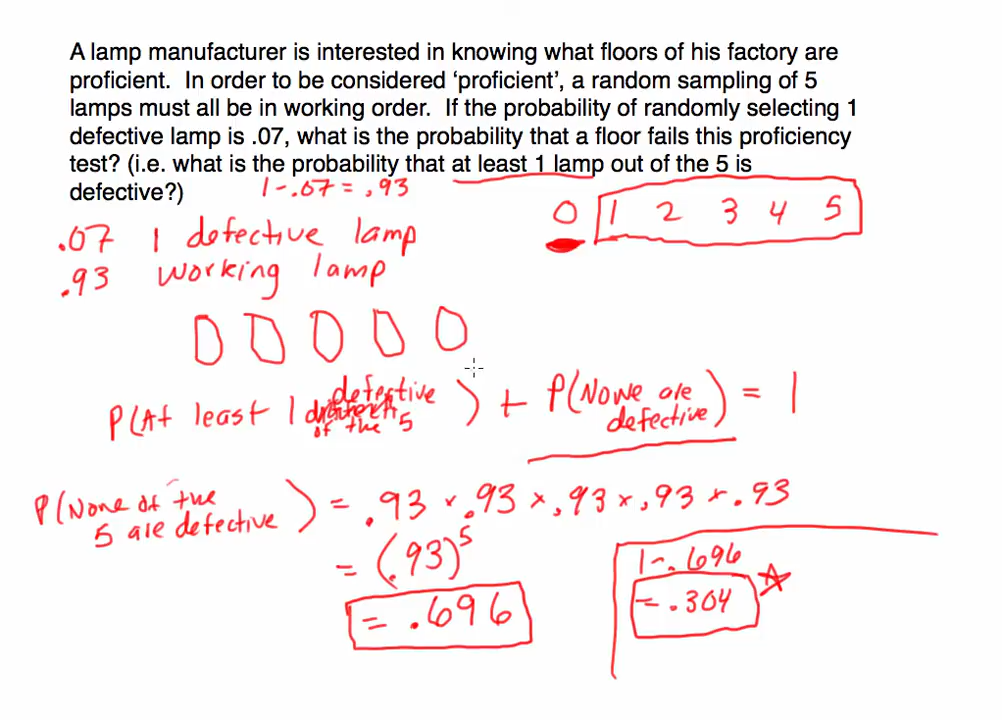 A lamp manufacturer is interested in knowing what floors of his factory are
proficient. In order to be considered ‘proficient’, a random sampling of 5
lamps must all be in working order. If the probability of randomly selecting 1
defective lamp is .07, what is the probability that a floor fails this proficiency
test? (i.e. what is the probability that at least 1 lamp out of the 5 is
defective?)
1-.07 = .93
0 1 2 3 4 5
.07 1 defective lamp
.93 working lamp
P(At least 1 defective of the 5) + P(None are defective) = 1
P(None of the 5 are defective) = .93 × .93 × .93 × .93 × .93
= (.93)^5
= .696
1-.696
= .304